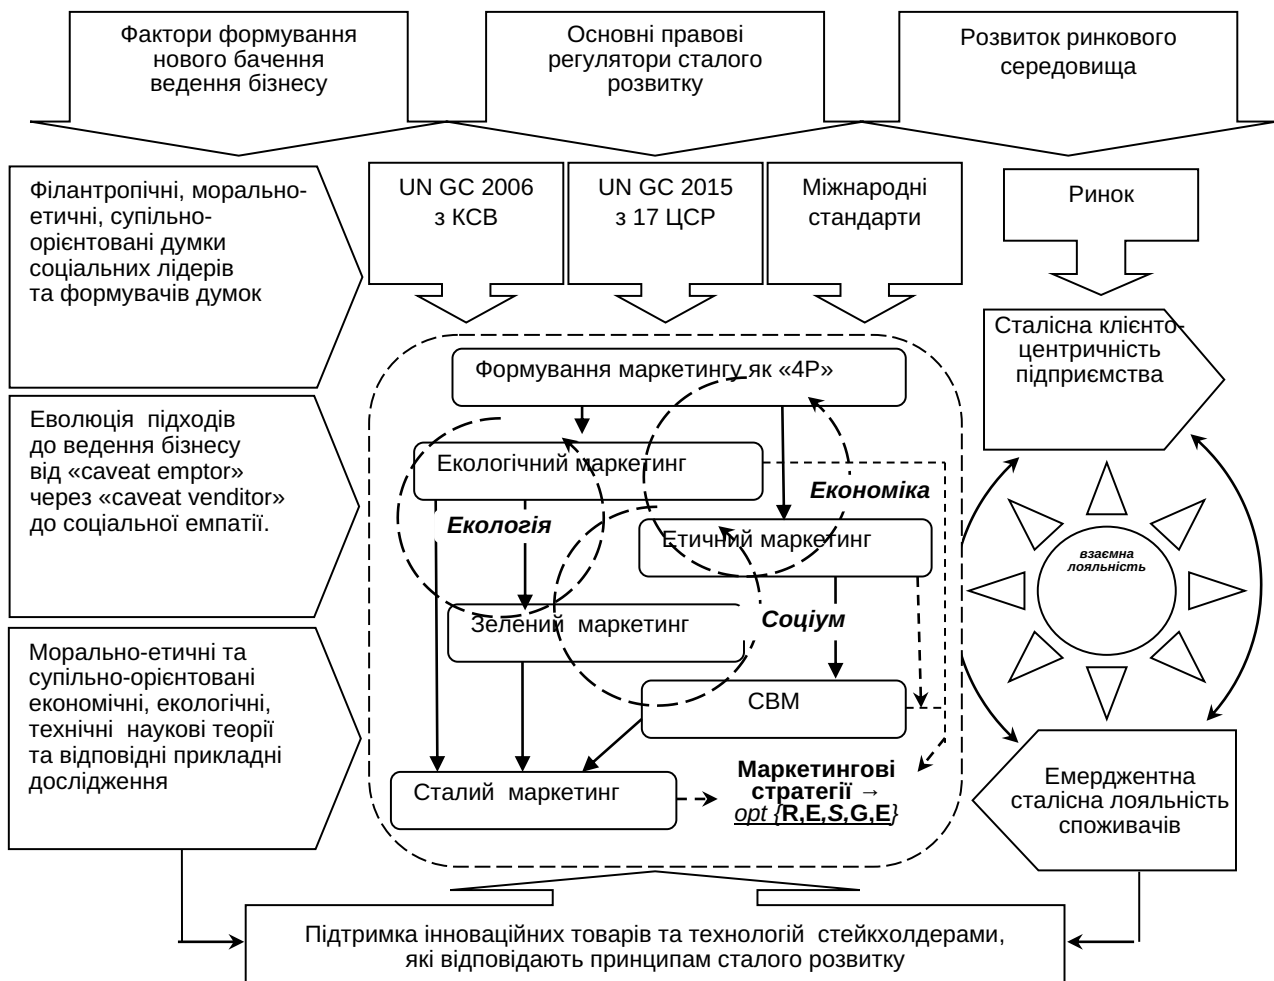 Фактори формування
нового бачення
ведення бізнесу
Основні правові
регулятори сталого
розвитку
Розвиток ринкового
середовища
Філантропічні, морально-
етичні, супільно-
орієнтовані думки
соціальних лідерів
та формувачів думок
UN GC 2006
з КСВ
UN GC 2015
з 17 ЦСР
Міжнародні
стандарти
Ринок
Сталісна клієнто-
центричність
підприємства
Формування маркетингу як «4Р»
Еволюція підходів
до ведення бізнесу
від «caveat emptor»
через «caveat venditor»
до соціальної емпатії.
Екологічний маркетинг
Економіка
Екологія
Етичний маркетинг
взаємна
лояльність
Зелений маркетинг
Соціум
Морально-етичні та
супільно-орієнтовані
економічні, екологічні,
технічні наукові теорії
та відповідні прикладні
дослідження
СВМ
Сталий маркетинг
Маркетингові
стратегії →
opt {R,E,S,G,E}
Емерджентна
сталісна лояльність
споживачів
Підтримка інноваційних товарів та технологій стейкхолдерами,
які відповідають принципам сталого розвитку